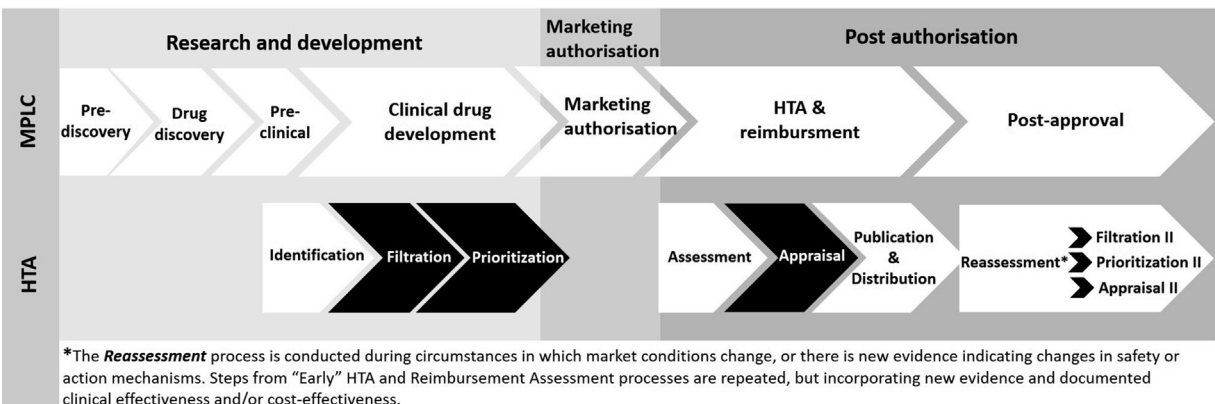 Research and development
Marketing
authorisation
Post authorisation
MPLC
Pre-
discovery
Drug
discovery
Pre-
clinical
Clinical drug
development
Marketing
authorisation
HTA &
reimbursment
Post-approval
HTA
Identification
Filtration
Prioritization
Assessment
Appraisal
Publication
&
Distribution
Reassessment*
Filtration II
Prioritization II
Appraisal II
*The Reassessment process is conducted during circumstances in which market conditions change, or there is new evidence indicating changes in safety or
action mechanisms. Steps from “Early” HTA and Reimbursement Assessment processes are repeated, but incorporating new evidence and documented
clinical effectiveness and/or cost-effectiveness.